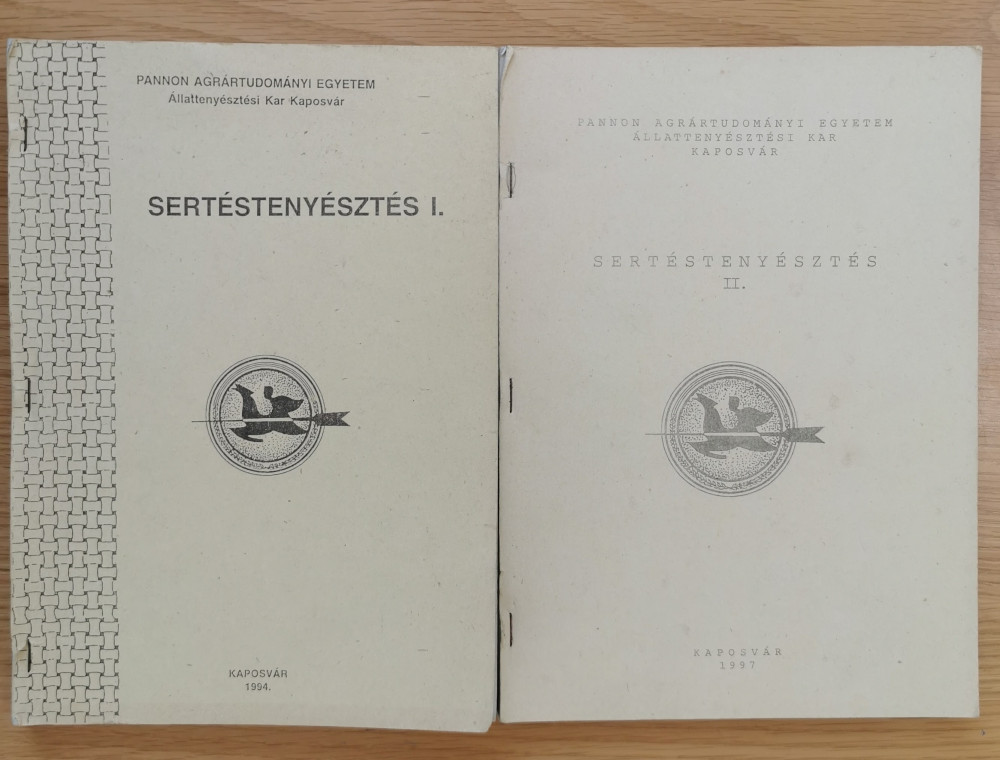 PANNON AGRÁRTUDOMÁNYI EGYETEM
Állattenyésztési Kar Kaposvár
SERTÉSTENYÉSZTÉS I.
KAPOSVÁR
1994.
PANNON AGRÁRTUDOMÁNYI EGYETEM
ÁLLATTENYÉSZTÉSI KAR
KAPOSVÁR
SERTÉSTENYÉSZTÉS
II.
KAPOSVÁR
1997